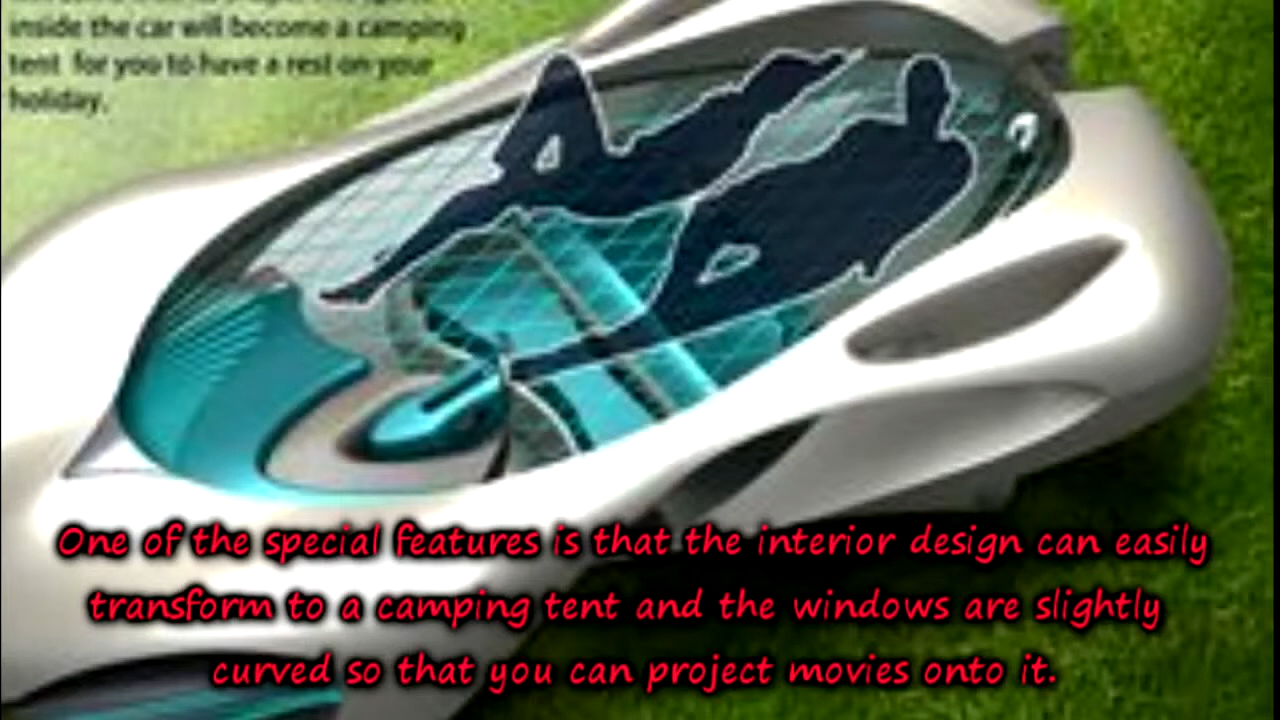 inside the car will become a camping
tent for you to have a rest on your
holiday.
One of the special features is that the interior design can easily
transform to a camping tent and the windows are slightly
curved so that you can project movies onto it.